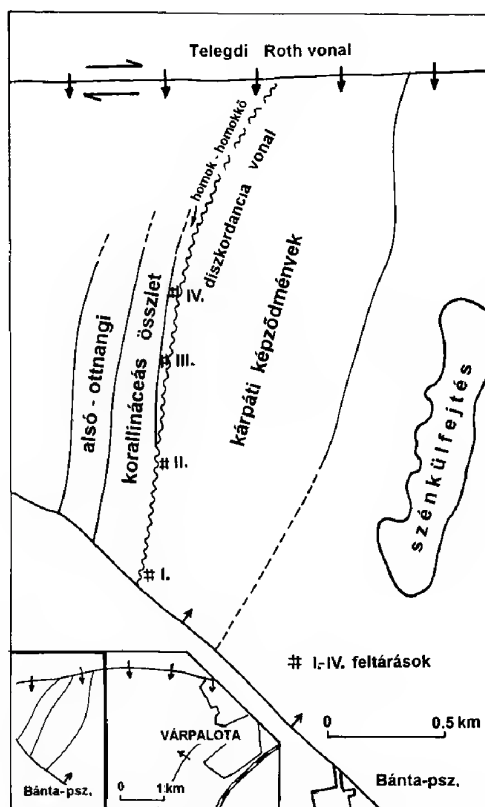 Telegdi Roth vonal
homok - homokkő
diszkordancia vonal
IV.
alsó - ottnangi
korallináceás összlet
III.
kárpáti képződmények
szénkülfejtés
II.
I.
# I.-IV. feltárások
0 0.5 km
VÁRPALOTA
Bánta-psz.
0 1 km
Bánta-psz.